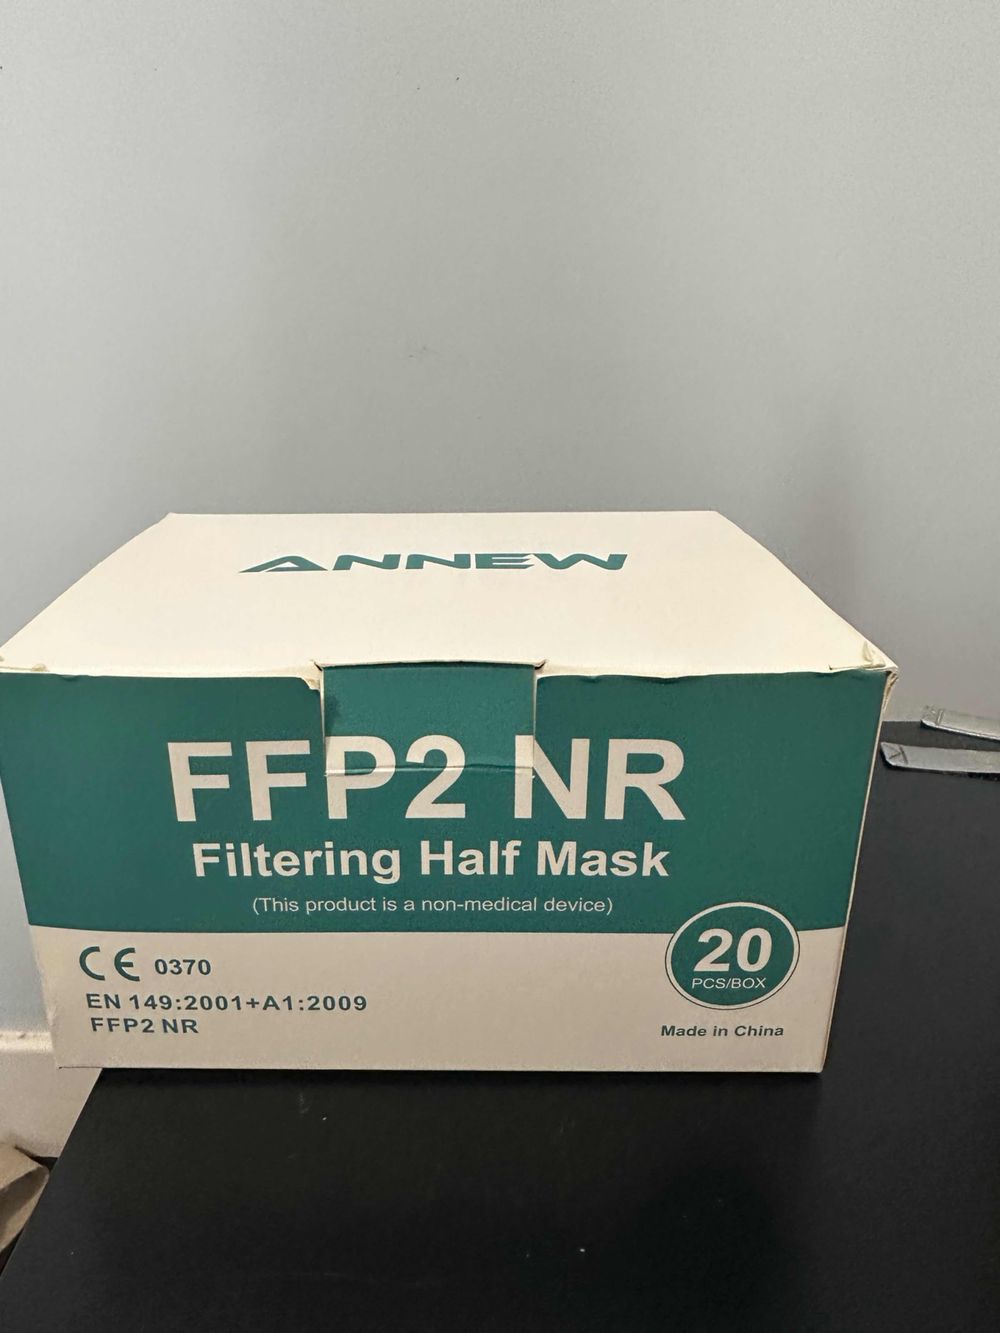 ANNEW
FFP2 NR
Filtering Half Mask
(This product is a non-medical device)
CE 0370
EN 149:2001+A1:2009
FFP2 NR
20
PCS/BOX
Made in China